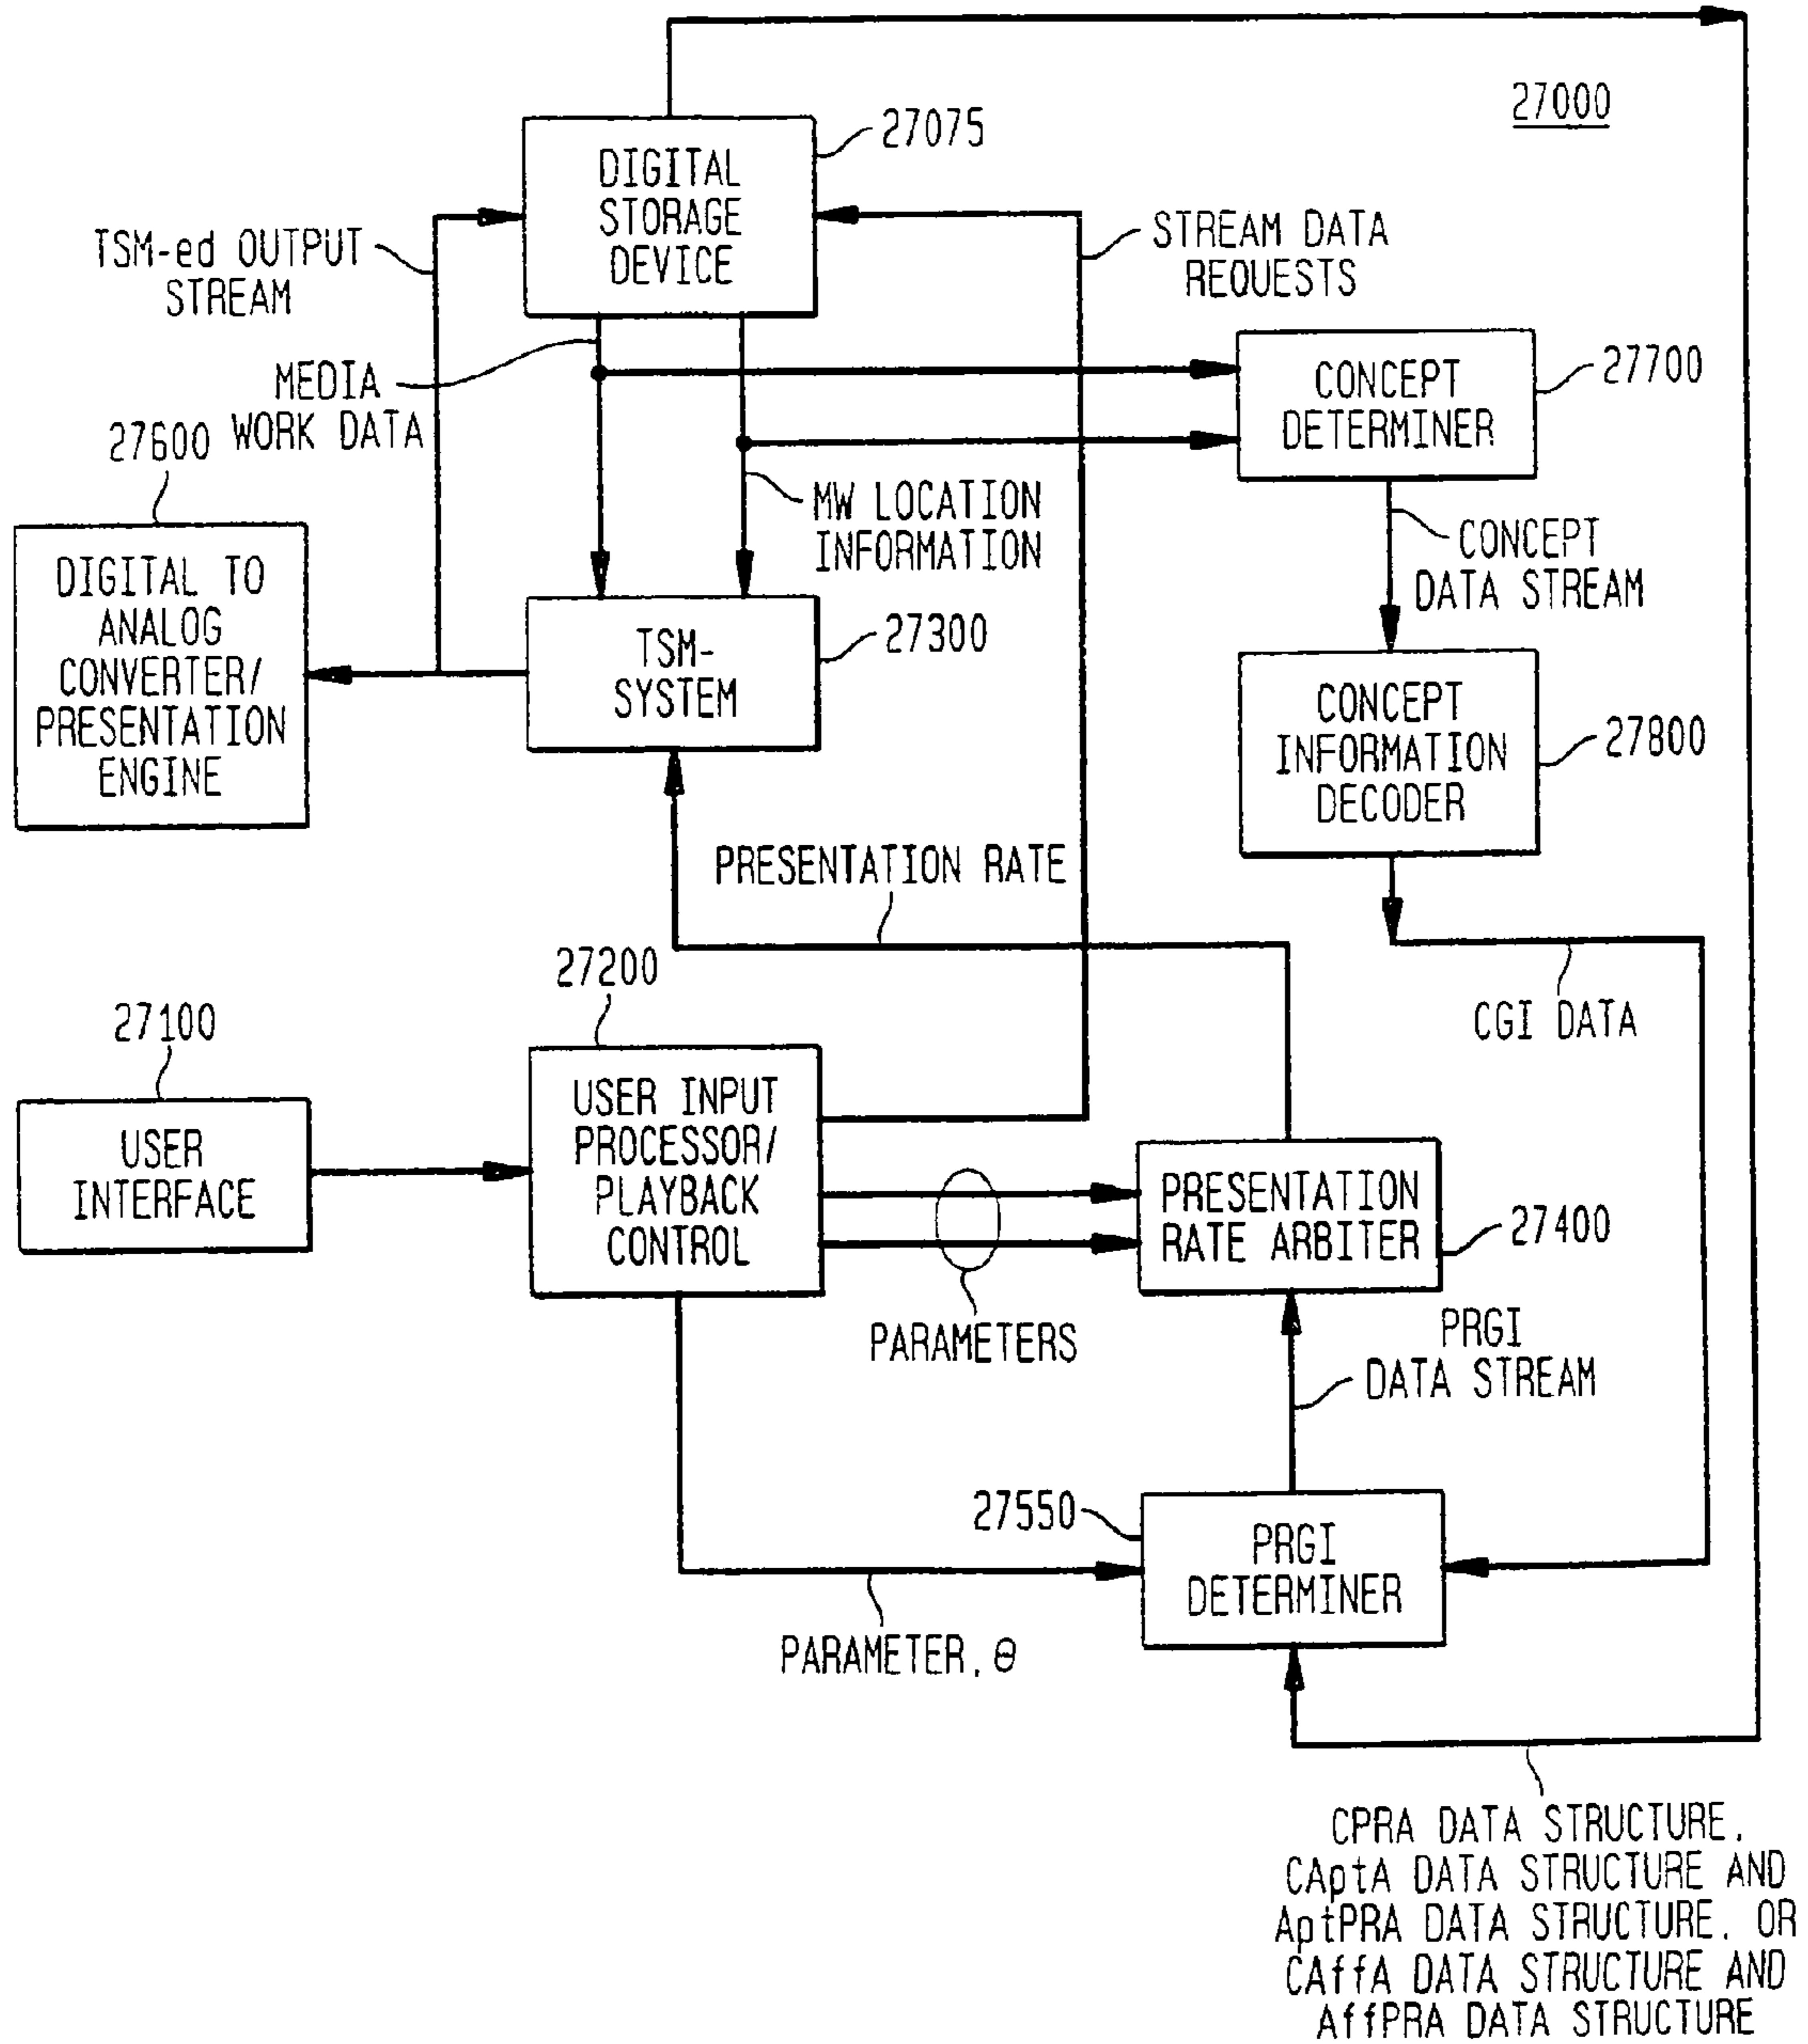 27000
27075
DIGITAL
STORAGE
DEVICE
TSM-ed OUTPUT
STREAM
STREAM DATA
REQUESTS
MEDIA
WORK DATA
CONCEPT
DETERMINER
27700
27600
DIGITAL TO
ANALOG
CONVERTER/
PRESENTATION
ENGINE
MW LOCATION
INFORMATION
CONCEPT
DATA STREAM
TSM-
SYSTEM
27300
CONCEPT
INFORMATION
DECODER
27800
PRESENTATION RATE
CGI DATA
27100
USER
INTERFACE
27200
USER INPUT
PROCESSOR/
PLAYBACK
CONTROL
PARAMETERS
PRESENTATION
RATE ARBITER
27400
PRGI
DATA STREAM
27550
PRGI
DETERMINER
PARAMETER, θ
CPRA DATA STRUCTURE,
CAptA DATA STRUCTURE AND
AptPRA DATA STRUCTURE, OR
CAffA DATA STRUCTURE AND
AffPRA DATA STRUCTURE